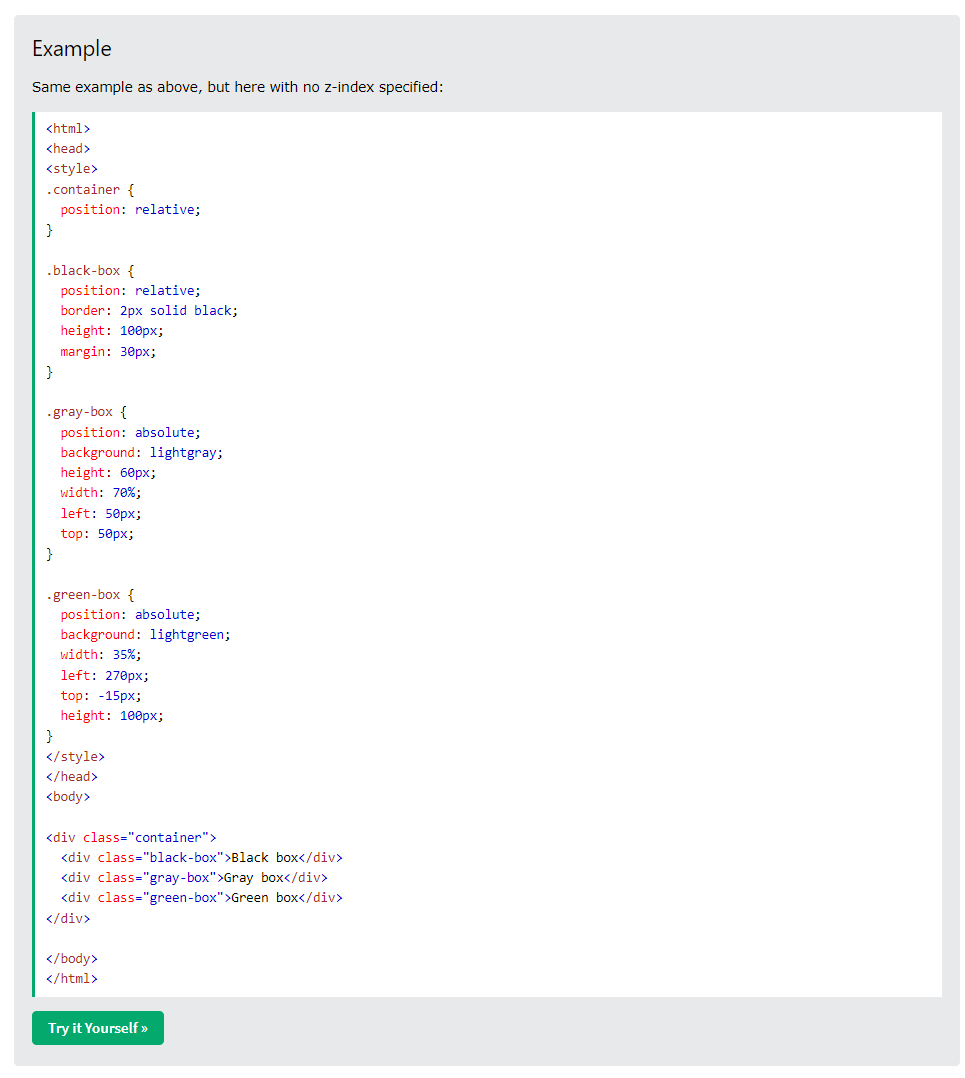 Example
Same example as above, but here with no z-index specified:
<html>
<head>
<style>
.container {
  position: relative;
}

.black-box {
  position: relative;
  border: 2px solid black;
  height: 100px;
  margin: 30px;
}

.gray-box {
  position: absolute;
  background: lightgray;
  height: 60px;
  width: 70%;
  left: 50px;
  top: 50px;
}

.green-box {
  position: absolute;
  background: lightgreen;
  width: 35%;
  left: 270px;
  top: -15px;
  height: 100px;
}
</style>
</head>
<body>

<div class="container">
  <div class="black-box">Black box</div>
  <div class="gray-box">Gray box</div>
  <div class="green-box">Green box</div>
</div>

</body>
</html>
Try it Yourself »